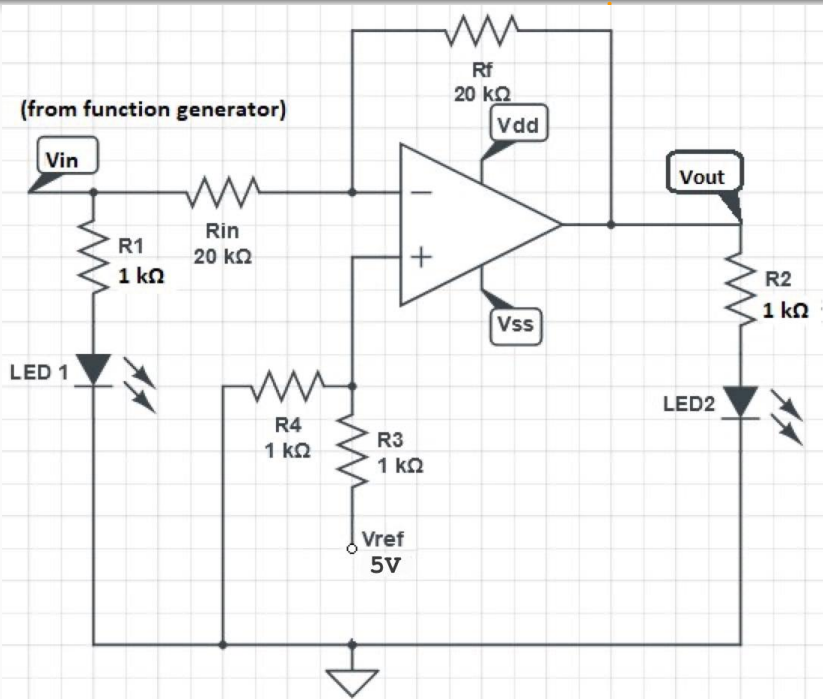 Rf
20 kΩ
(from function generator)
Vdd
Vin
Vout
−
Rin
20 kΩ
R1
1 kΩ
+
R2
1 kΩ
Vss
LED 1
LED2
R4
1 kΩ
R3
1 kΩ
Vref
5V